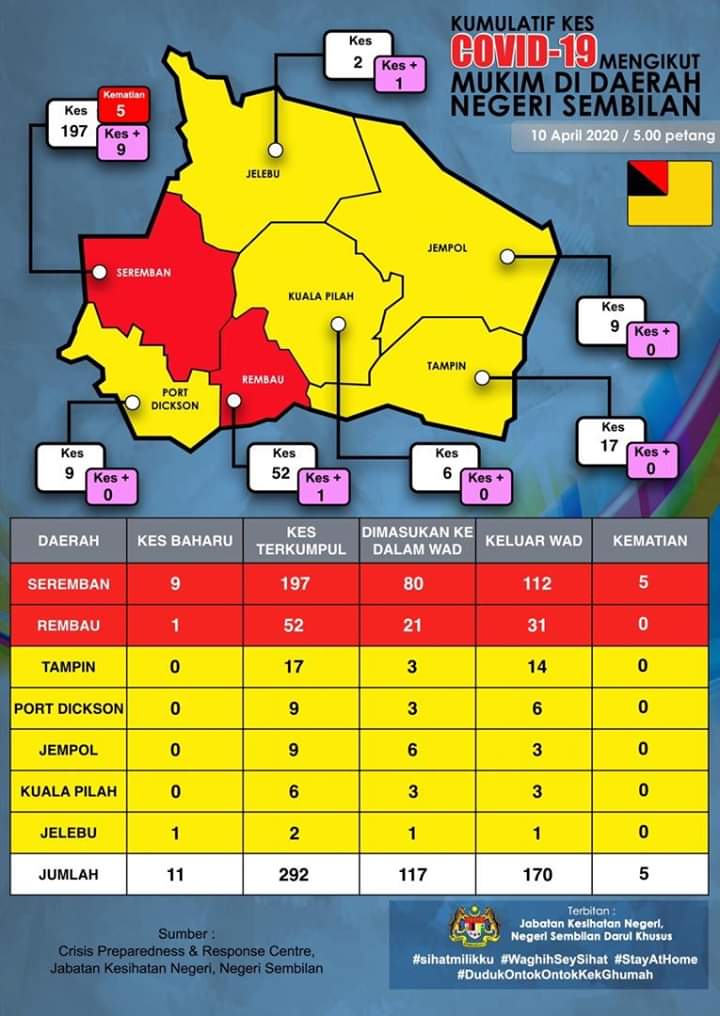 KUMULATIF KES
COVID-19 MENGIKUT
MUKIM DI DAERAH
NEGERI SEMBILAN
10 April 2020 / 5.00 petang
Kes
2
Kes +
1
Kes
197
Kematian
5
Kes +
9
JELEBU
SEREMBAN
JEMPOL
KUALA PILAH
TAMPIN
REMBAU
PORT
DICKSON
Kes
9
Kes +
0
Kes
17
Kes +
0
Kes
9
Kes +
0
Kes
52
Kes +
1
Kes
6
Kes +
0
DAERAH KES BAHARU KES TERKUMPUL DIMASUKAN KE DALAM WAD KELUAR WAD KEMATIAN
SEREMBAN 9 197 80 112 5
REMBAU 1 52 21 31 0
TAMPIN 0 17 3 14 0
PORT DICKSON 0 9 3 6 0
JEMPOL 0 9 6 3 0
KUALA PILAH 0 6 3 3 0
JELEBU 1 2 1 1 0
JUMLAH 11 292 117 170 5
Sumber :
Crisis Preparedness & Response Centre,
Jabatan Kesihatan Negeri, Negeri Sembilan
Terbitan :
Jabatan Kesihatan Negeri,
Negeri Sembilan Darul Khusus
#sihatmilikku #WaghihSeySihat #StayAtHome
#DudukOntokOntokKekGhumah